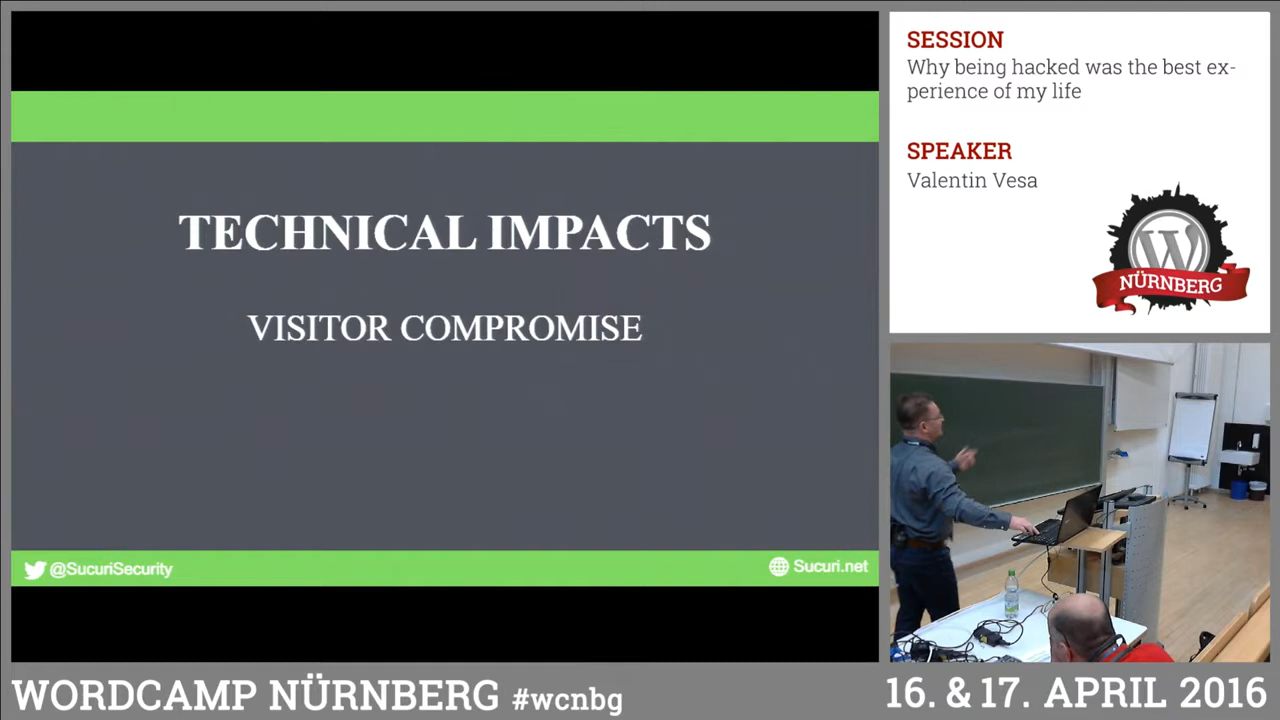 TECHNICAL IMPACTS
VISITOR COMPROMISE
@SucuriSecurity
Sucuri.net
SESSION
Why being hacked was the best ex-
perience of my life
SPEAKER
Valentin Vesa
W
NÜRNBERG
WORDCAMP NÜRNBERG #wcnbg
16. & 17. APRIL 2016